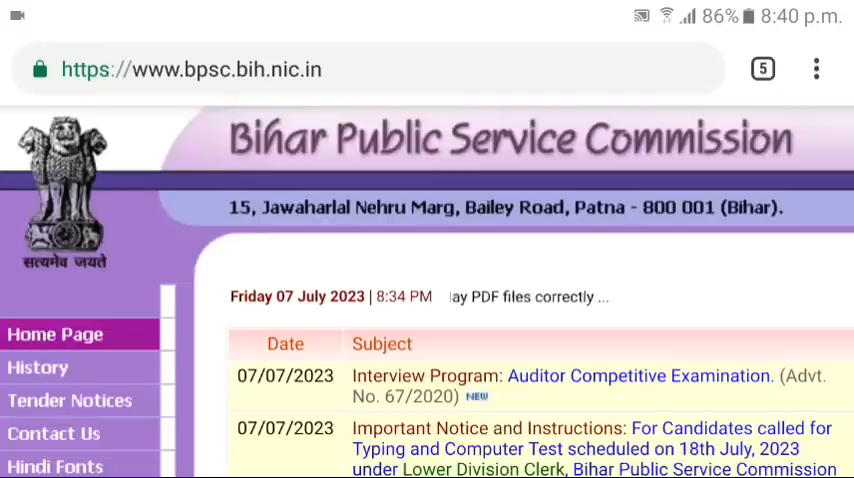 86% 8:40 p.m.
https://www.bpsc.bih.nic.in
5
Bihar Public Service Commission
15, Jawaharlal Nehru Marg, Bailey Road, Patna - 800 001 (Bihar).
सत्यमेव जयते
Friday 07 July 2023 | 8:34 PM lay PDF files correctly ...
Home Page
History
Tender Notices
Contact Us
Hindi Fonts
Date Subject
07/07/2023 Interview Program: Auditor Competitive Examination. (Advt.
No. 67/2020) NEW
07/07/2023 Important Notice and Instructions: For Candidates called for
Typing and Computer Test scheduled on 18th July, 2023
under Lower Division Clerk, Bihar Public Service Commission